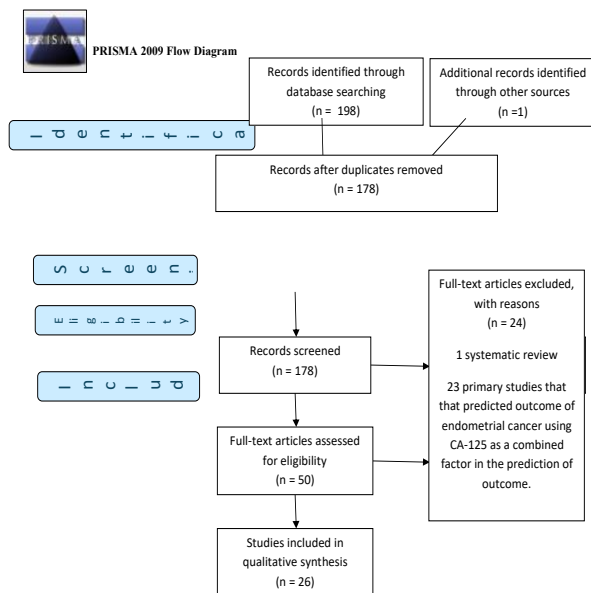 PRISMA
PRISMA 2009 Flow Diagram
Records identified through
database searching
(n = 198)
Additional records identified
through other sources
(n =1)
Identifica
Records after duplicates removed
(n = 178)
Screen.
Eligibility
Includ
Full-text articles excluded,
with reasons
(n = 24)
1 systematic review
23 primary studies that
that predicted outcome of
endometrial cancer using
CA-125 as a combined
factor in the prediction of
outcome.
Records screened
(n = 178)
Full-text articles assessed
for eligibility
(n = 50)
Studies included in
qualitative synthesis
(n = 26)